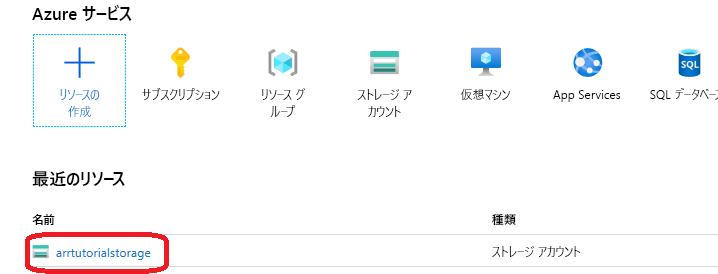 Azure サービス
リソースの
作成
サブスクリプション
リソース グ
ループ
ストレージ ア
カウント
仮想マシン
App Services
SQL
SQL データベース
最近のリソース
名前
種類
arrtutorialstorage
ストレージ アカウント